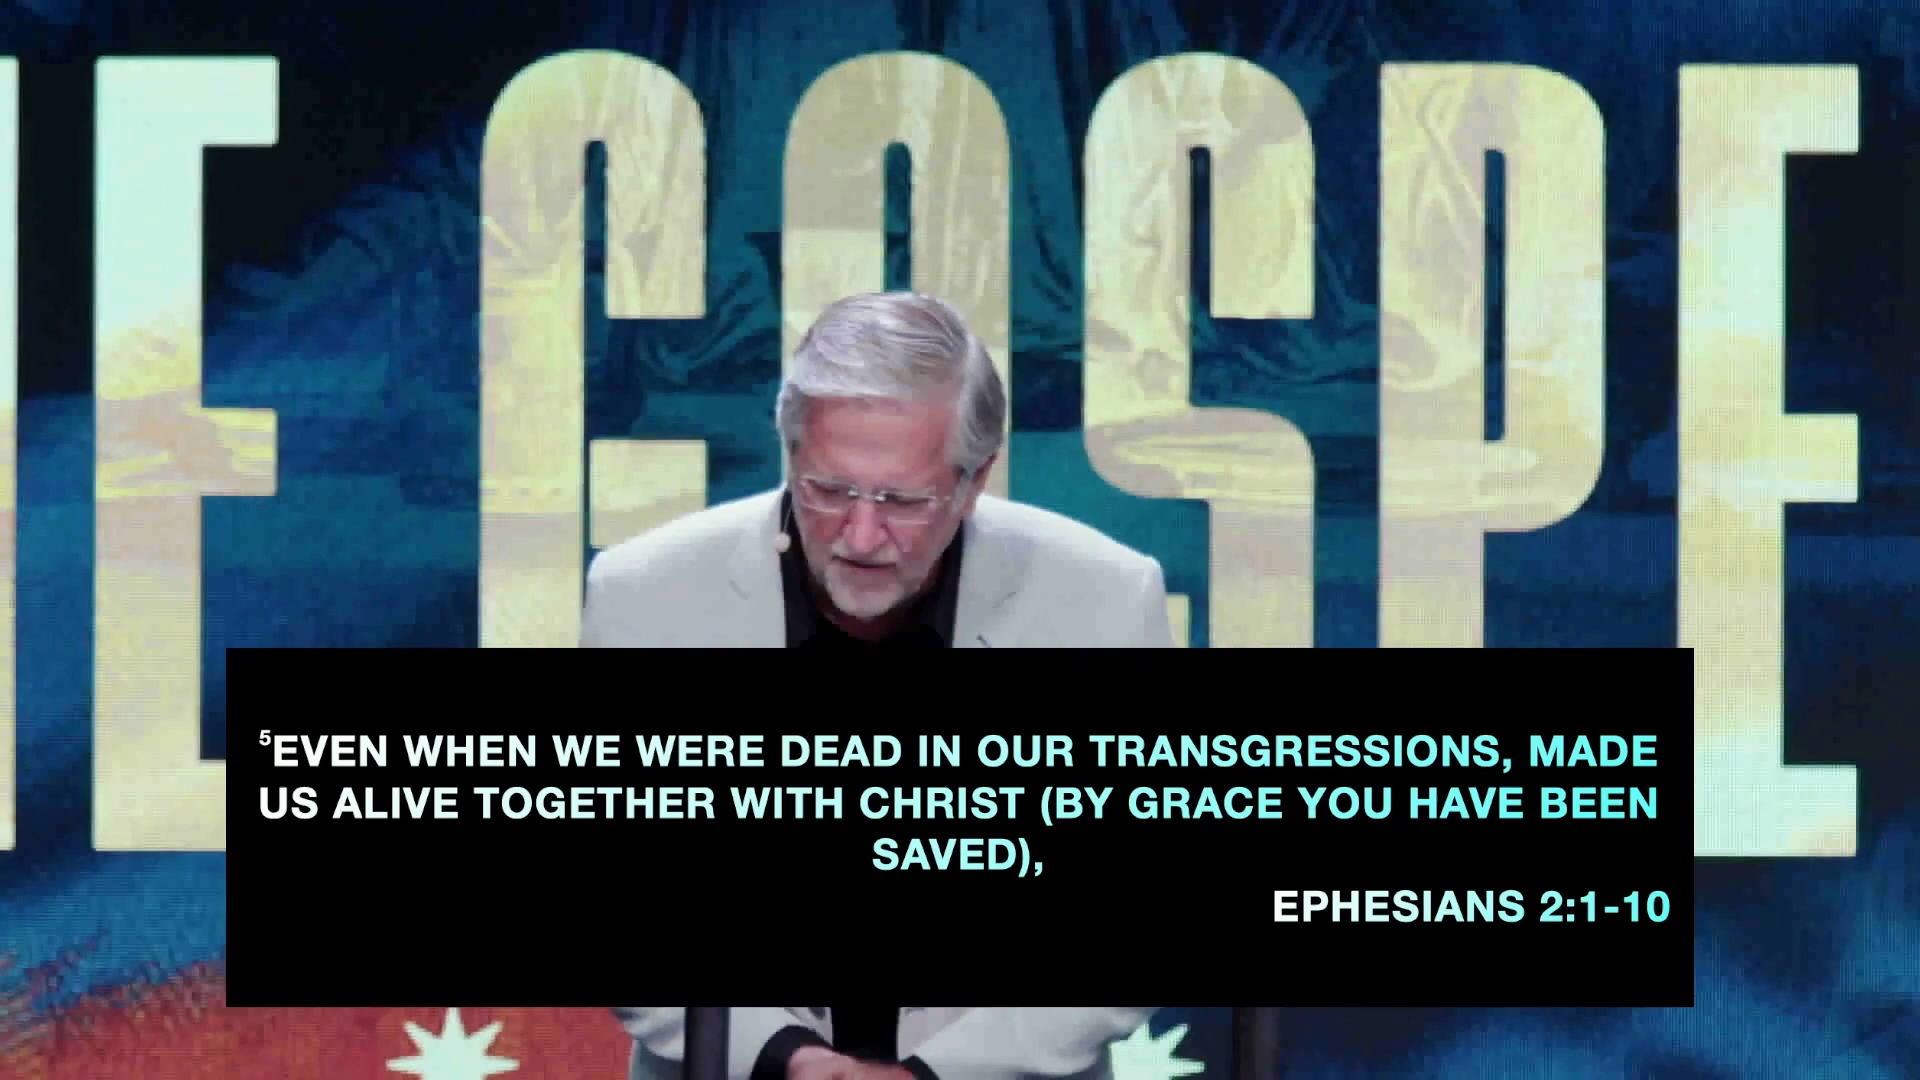 E GOSPE
⁵EVEN WHEN WE WERE DEAD IN OUR TRANSGRESSIONS, MADE
US ALIVE TOGETHER WITH CHRIST (BY GRACE YOU HAVE BEEN
SAVED),
EPHESIANS 2:1-10